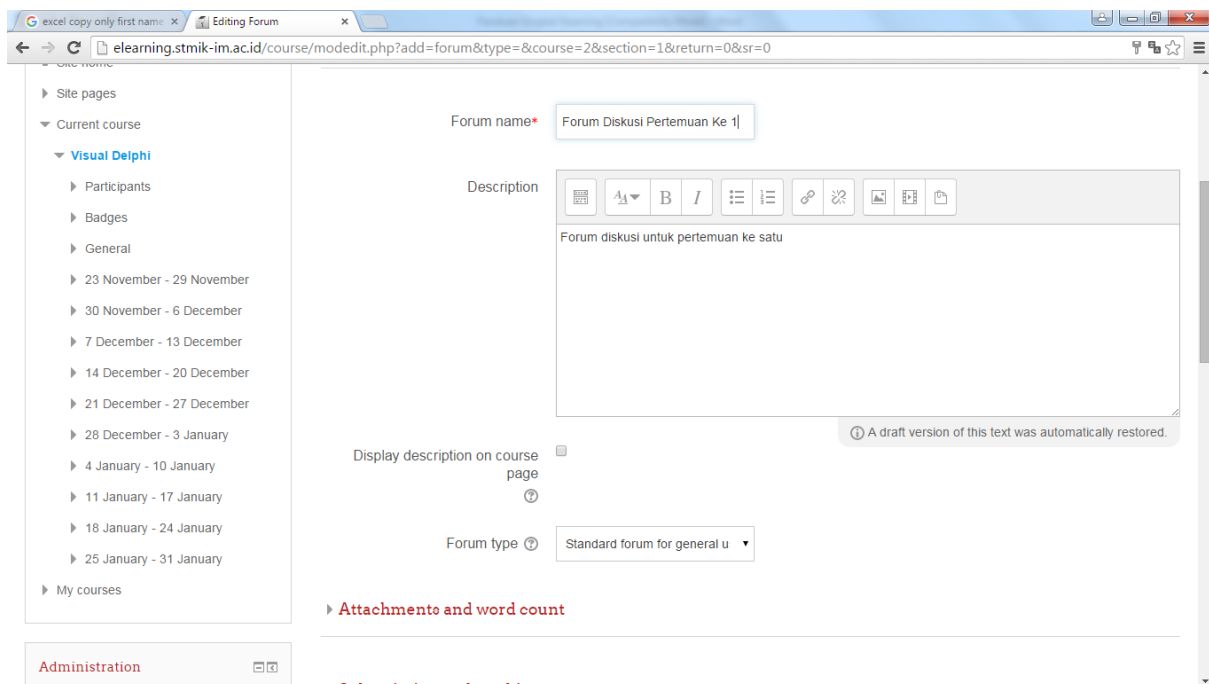 excel copy only first name
Editing Forum
elearning.stmik-im.ac.id/course/modedit.php?add=forum&type=&course=2&section=1&return=0&sr=0
Site home
Site pages
Current course
Visual Delphi
Participants
Badges
General
23 November - 29 November
30 November - 6 December
7 December - 13 December
14 December - 20 December
21 December - 27 December
28 December - 3 January
4 January - 10 January
11 January - 17 January
18 January - 24 January
25 January - 31 January
My courses
Administration
Forum name*
Forum Diskusi Pertemuan Ke 1
Description
Forum diskusi untuk pertemuan ke satu
A draft version of this text was automatically restored.
Display description on course
page
Forum type
Standard forum for general u
Attachments and word count